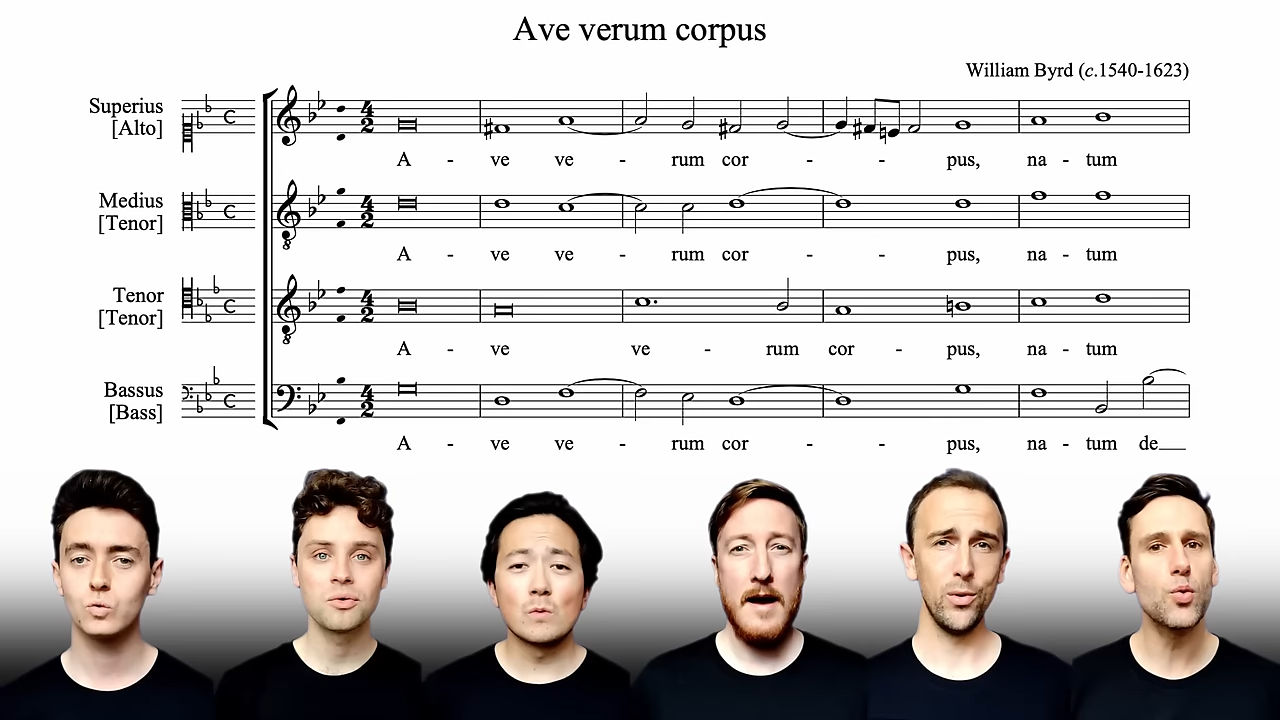 Ave verum corpus
William Byrd (c.1540-1623)
Superius
[Alto]
A - ve ve - rum cor - - pus, na - tum
Medius
[Tenor]
A - ve ve - rum cor - - pus, na - tum
Tenor
[Tenor]
A - ve ve - rum cor - pus, na - tum
Bassus
[Bass]
A - ve ve - rum cor - - pus, na - tum de